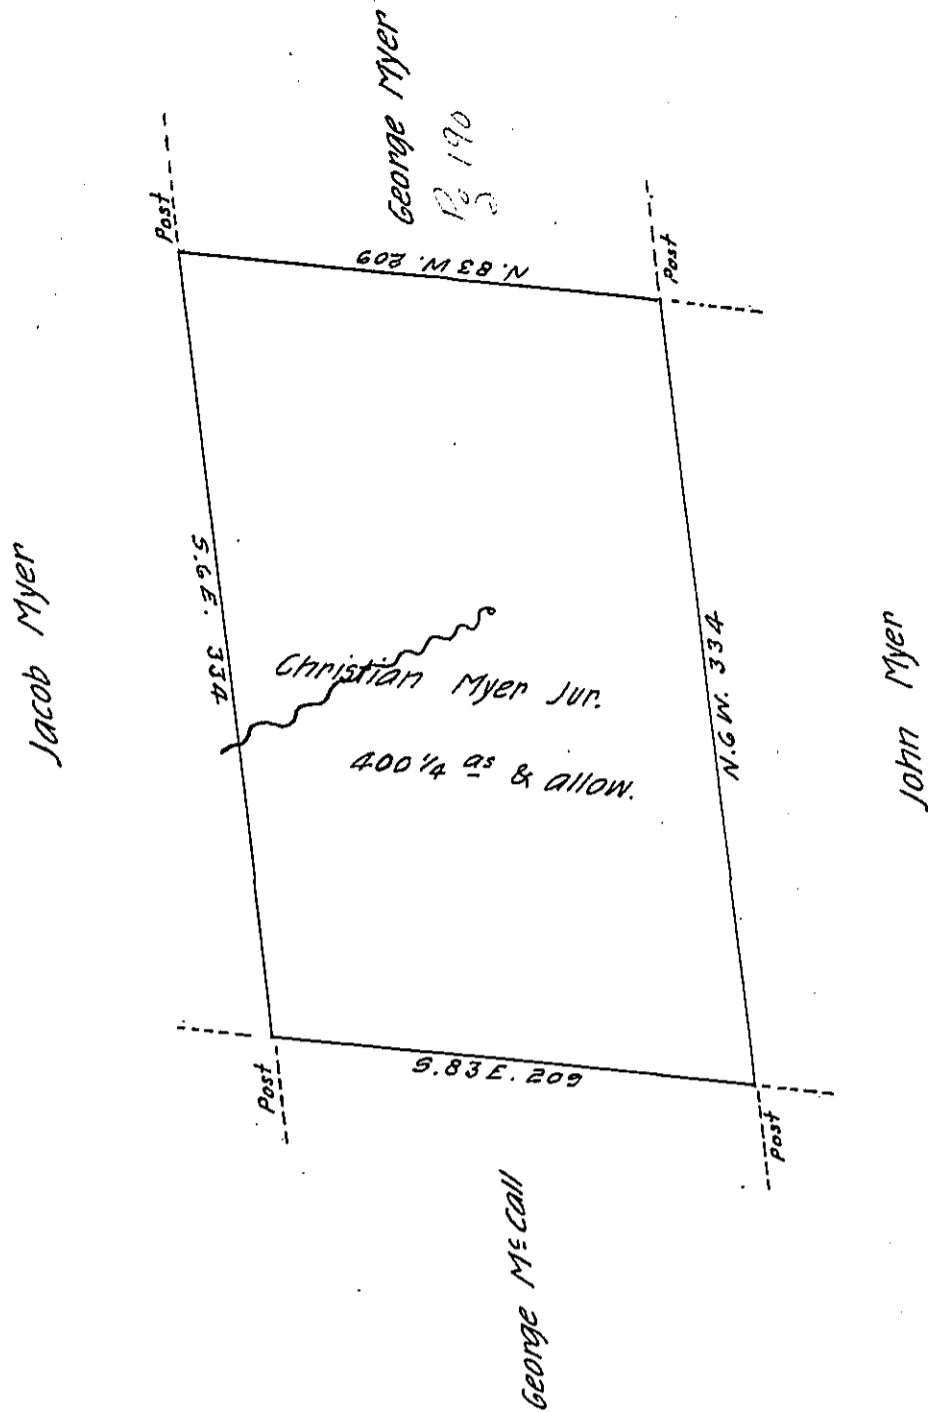 George Myer
190
Post
N. 83 W. 209
Post
Jacob Myer
S. 6 E. 334
Christian Myer Jur.
400 1/4 as & allow.
N. 6 W. 334
John Myer
Post
S. 83 E. 209
Post
George McCall